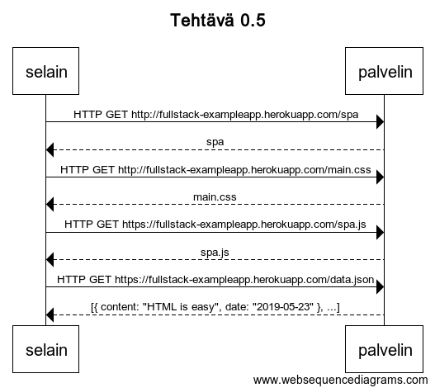 Tehtävä 0.5
selain palvelin
HTTP GET http://fullstack-exampleapp.herokuapp.com/spa
spa
HTTP GET http://fullstack-exampleapp.herokuapp.com/main.css
main.css
HTTP GET https://fullstack-exampleapp.herokuapp.com/spa.js
spa.js
HTTP GET https://fullstack-exampleapp.herokuapp.com/data.json
[{ content: "HTML is easy", date: "2019-05-23" }, ...]
selain palvelin
www.websequencediagrams.com